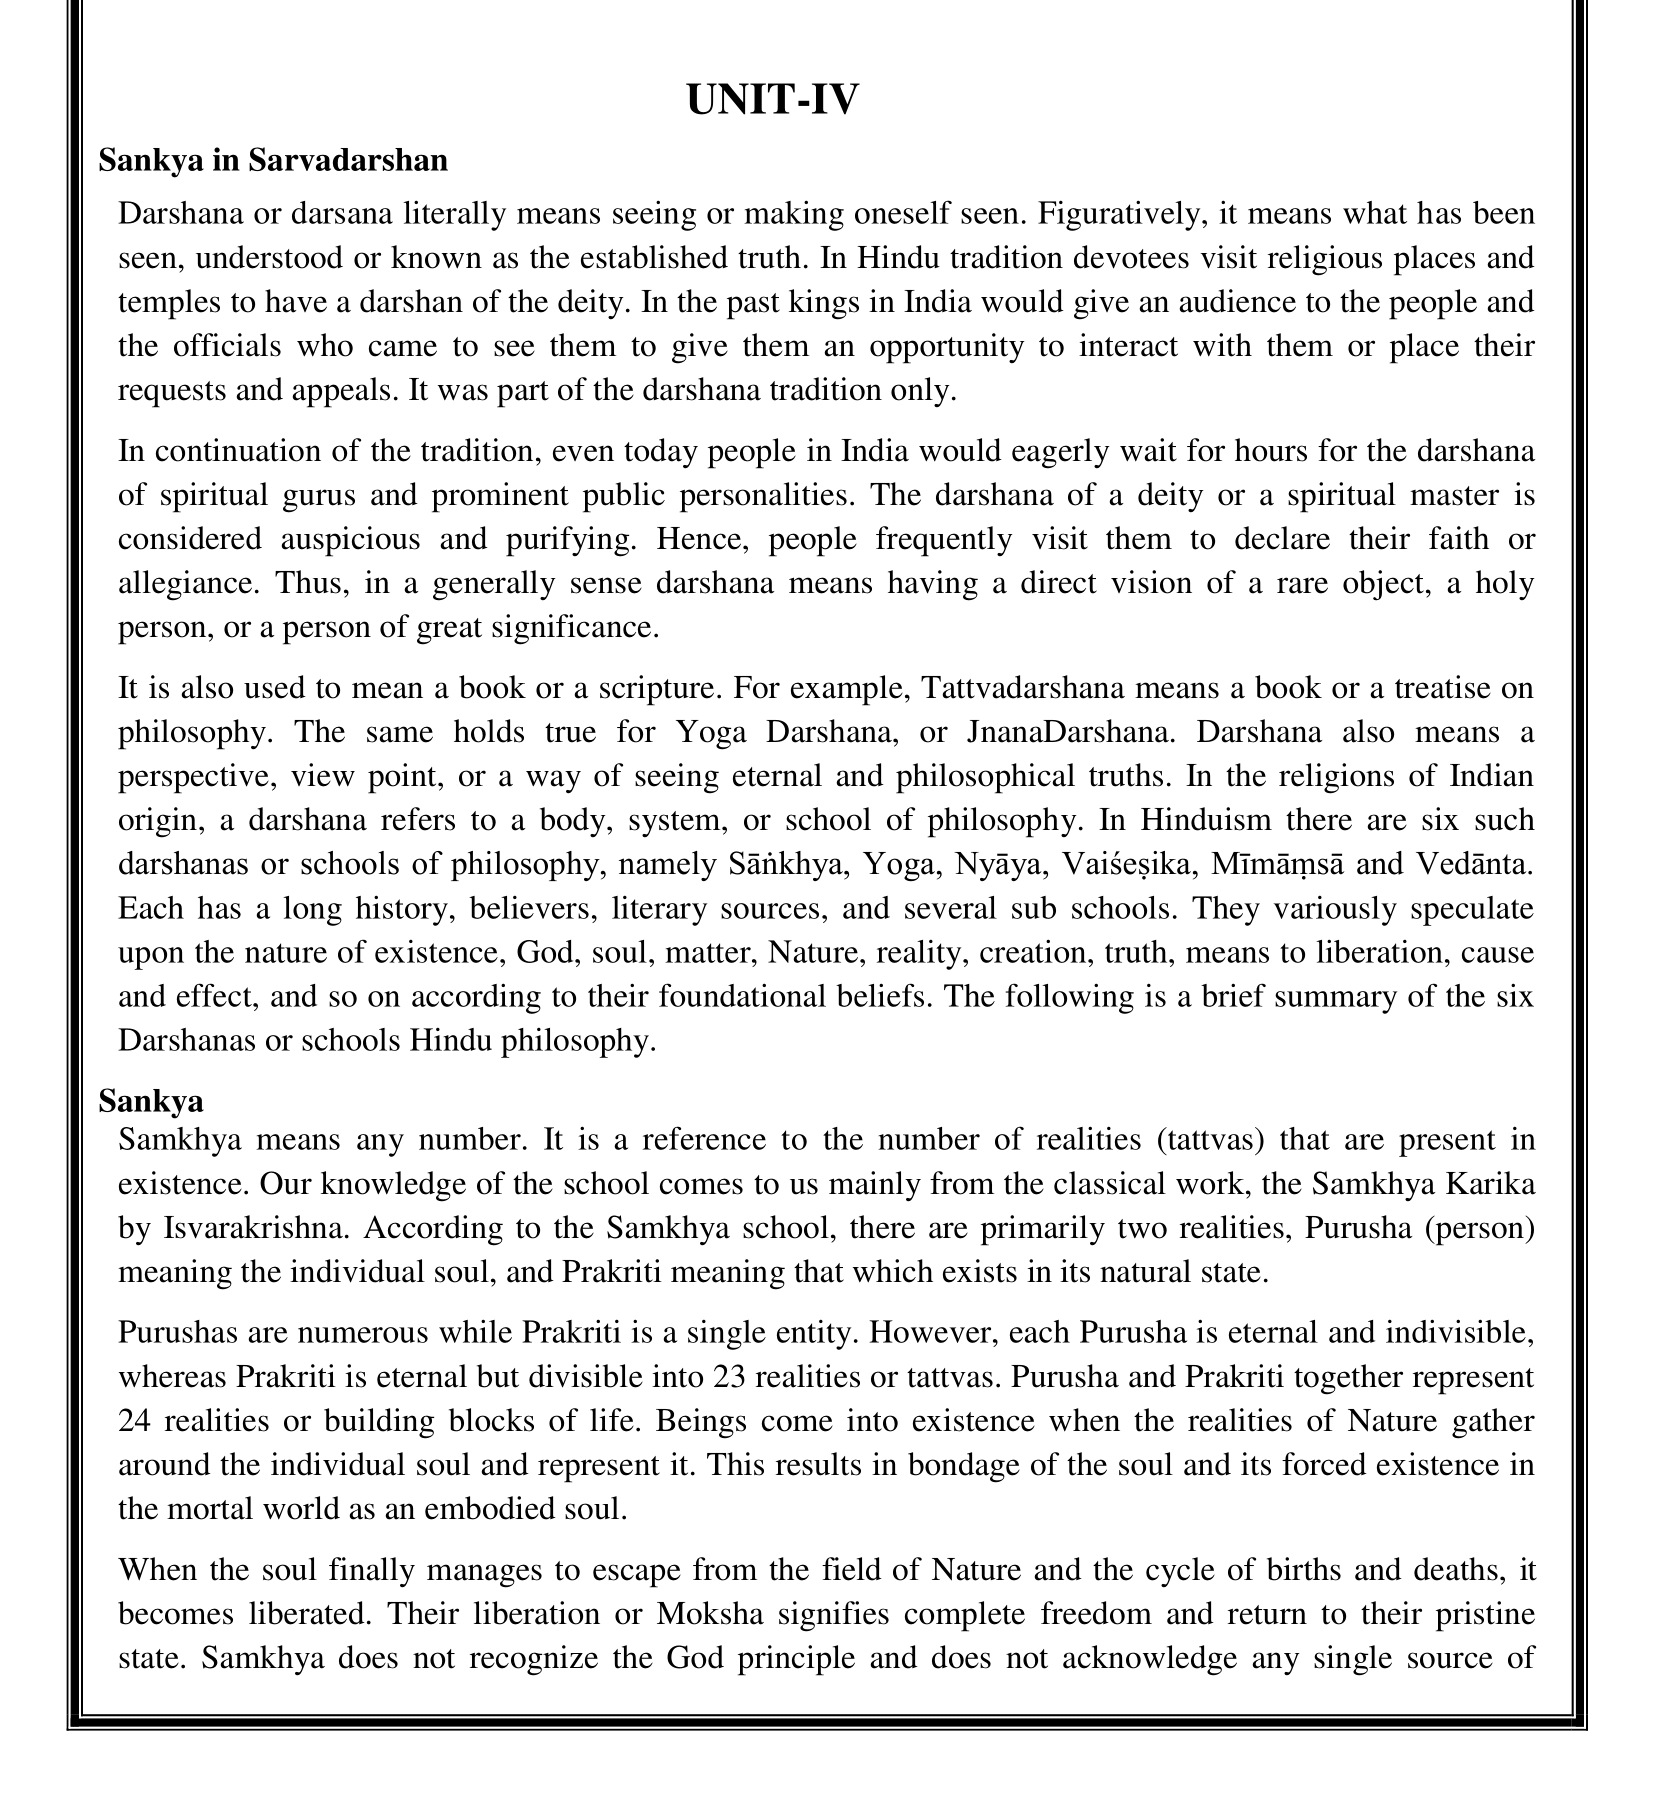 UNIT-IV
Sankya in Sarvadarshan
Darshana or darsana literally means seeing or making oneself seen. Figuratively, it means what has been
seen, understood or known as the established truth. In Hindu tradition devotees visit religious places and
temples to have a darshan of the deity. In the past kings in India would give an audience to the people and
the officials who came to see them to give them an opportunity to interact with them or place their
requests and appeals. It was part of the darshana tradition only.
In continuation of the tradition, even today people in India would eagerly wait for hours for the darshana
of spiritual gurus and prominent public personalities. The darshana of a deity or a spiritual master is
considered auspicious and purifying. Hence, people frequently visit them to declare their faith or
allegiance. Thus, in a generally sense darshana means having a direct vision of a rare object, a holy
person, or a person of great significance.
It is also used to mean a book or a scripture. For example, Tattvadarshana means a book or a treatise on
philosophy. The same holds true for Yoga Darshana, or JnanaDarshana. Darshana also means a
perspective, view point, or a way of seeing eternal and philosophical truths. In the religions of Indian
origin, a darshana refers to a body, system, or school of philosophy. In Hinduism there are six such
darshanas or schools of philosophy, namely Sāṅkhya, Yoga, Nyāya, Vaiśeṣika, Mīmāṃsā and Vedānta.
Each has a long history, believers, literary sources, and several sub schools. They variously speculate
upon the nature of existence, God, soul, matter, Nature, reality, creation, truth, means to liberation, cause
and effect, and so on according to their foundational beliefs. The following is a brief summary of the six
Darshanas or schools Hindu philosophy.
Sankya
Samkhya means any number. It is a reference to the number of realities (tattvas) that are present in
existence. Our knowledge of the school comes to us mainly from the classical work, the Samkhya Karika
by Isvarakrishna. According to the Samkhya school, there are primarily two realities, Purusha (person)
meaning the individual soul, and Prakriti meaning that which exists in its natural state.
Purushas are numerous while Prakriti is a single entity. However, each Purusha is eternal and indivisible,
whereas Prakriti is eternal but divisible into 23 realities or tattvas. Purusha and Prakriti together represent
24 realities or building blocks of life. Beings come into existence when the realities of Nature gather
around the individual soul and represent it. This results in bondage of the soul and its forced existence in
the mortal world as an embodied soul.
When the soul finally manages to escape from the field of Nature and the cycle of births and deaths, it
becomes liberated. Their liberation or Moksha signifies complete freedom and return to their pristine
state. Samkhya does not recognize the God principle and does not acknowledge any single source of